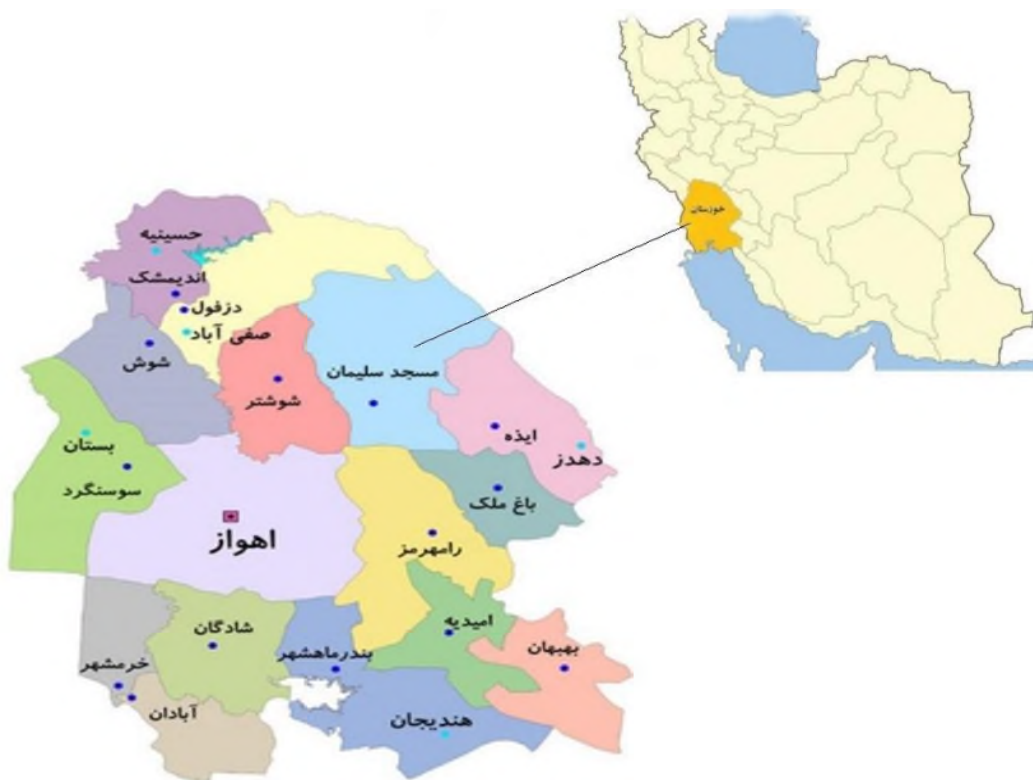 خوزستان
حسینیه
اندیمشک
دزفول
صفی آباد
شوش
مسجد سلیمان
شوشتر
ایذه
بستان
دهدز
سوسنگرد
باغ ملک
اهواز
رامهرمز
امیدیه
شادگان
بهبهان
بندرماهشهر
خرمشهر
آبادان
هندیجان